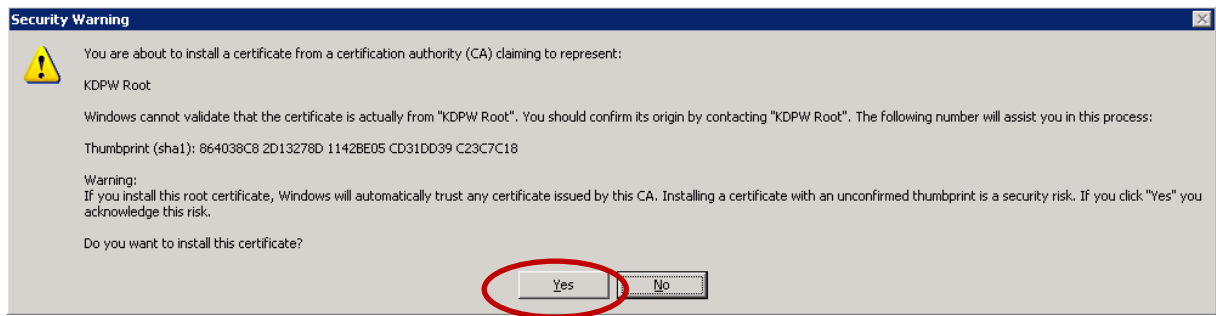 Security Warning
You are about to install a certificate from a certification authority (CA) claiming to represent:
KDPW Root
Windows cannot validate that the certificate is actually from "KDPW Root". You should confirm its origin by contacting "KDPW Root". The following number will assist you in this process:
Thumbprint (sha1): 864038C8 2D13278D 1142BE05 CD31DD39 C23C7C18
Warning:
If you install this root certificate, Windows will automatically trust any certificate issued by this CA. Installing a certificate with an unconfirmed thumbprint is a security risk. If you click "Yes" you
acknowledge this risk.
Do you want to install this certificate?
Yes No